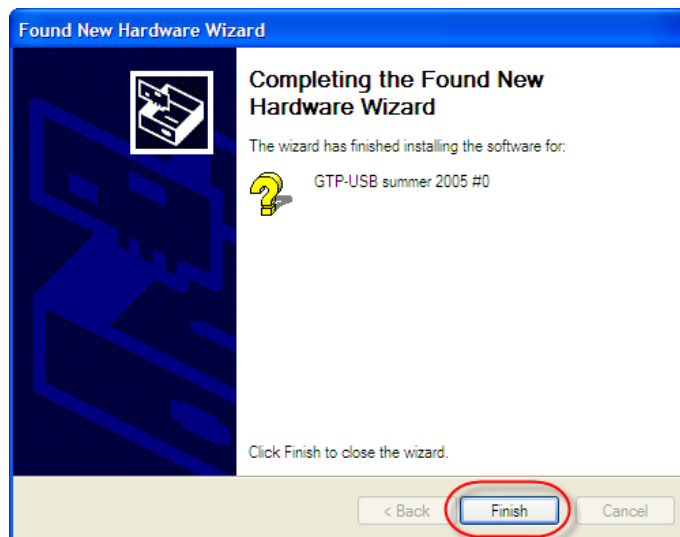 Found New Hardware Wizard
Completing the Found New
Hardware Wizard
The wizard has finished installing the software for:
GTP-USB summer 2005 #0
Click Finish to close the wizard.
< Back Finish Cancel